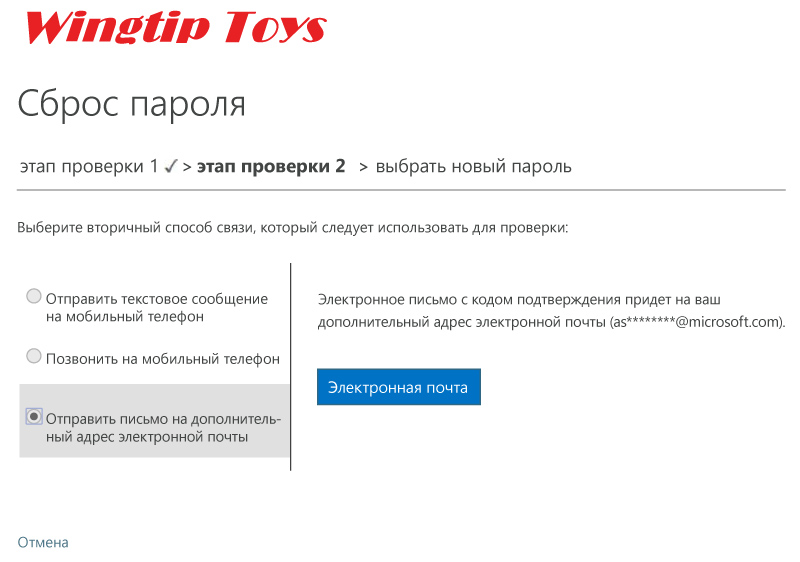 Wingtip Toys
Сброс пароля
этап проверки 1 ✓ > этап проверки 2 > выбрать новый пароль
Выберите вторичный способ связи, который следует использовать для проверки:
Отправить текстовое сообщение
на мобильный телефон
Позвонить на мобильный телефон
Отправить письмо на дополнитель-
ный адрес электронной почты
Электронное письмо с кодом подтверждения придет на ваш
дополнительный адрес электронной почты (as********@microsoft.com).
Электронная почта
Отмена